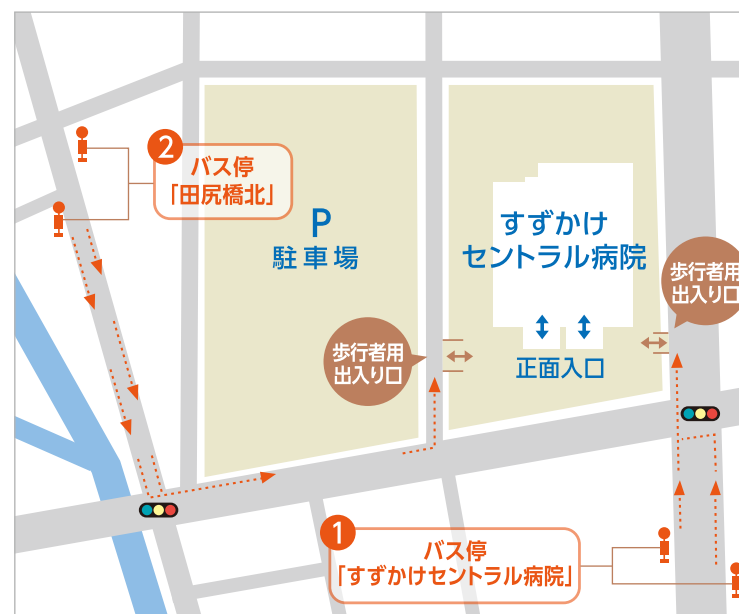 2
バス停
「田尻橋北」
P
駐車場
すずかけ
セントラル病院
歩行者用
出入り口
歩行者用
出入り口
正面入口
1
バス停
「すずかけセントラル病院」